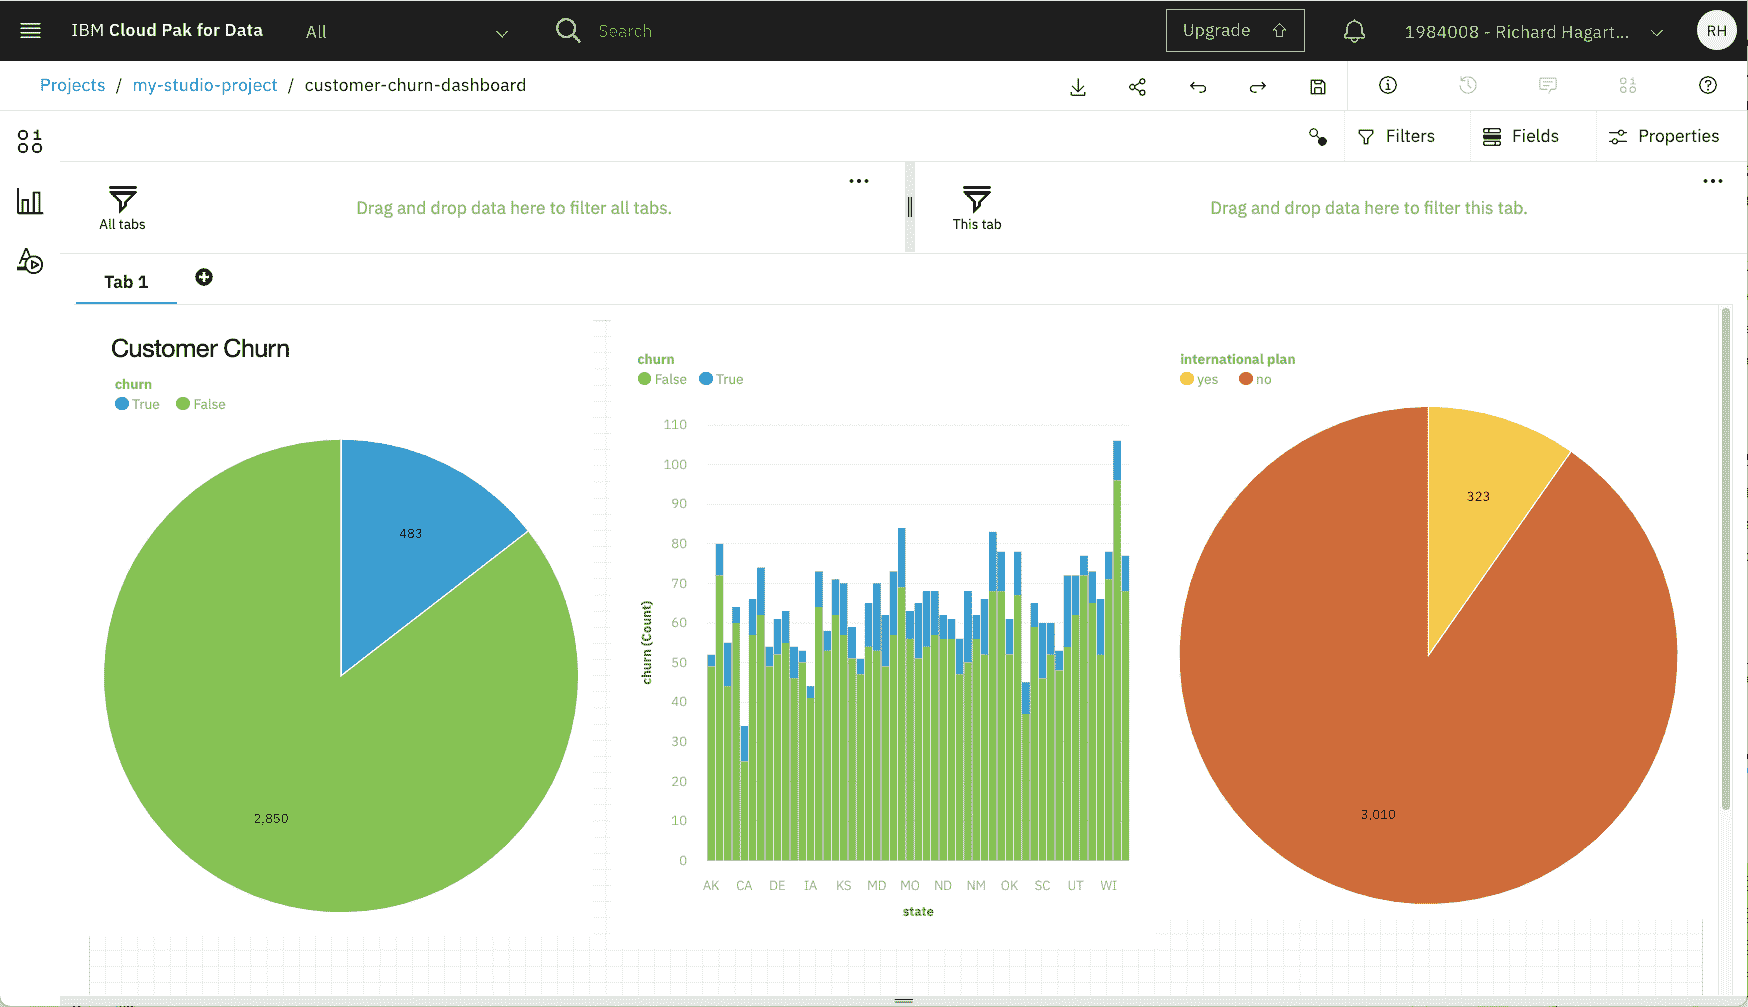 IBM Cloud Pak for Data
All
Search
Upgrade
1984008 - Richard Hagart...
RH
Projects / my-studio-project / customer-churn-dashboard
Filters
Fields
Properties
All tabs
Drag and drop data here to filter all tabs.
This tab
Drag and drop data here to filter this tab.
Tab 1
Customer Churn
churn
True False
483
2,850
churn
False True
110
100
90
80
70
60
50
40
30
20
10
0
churn (Count)
AK CA DE IA KS MD MO ND NM OK SC UT WI
state
international plan
yes no
323
3,010